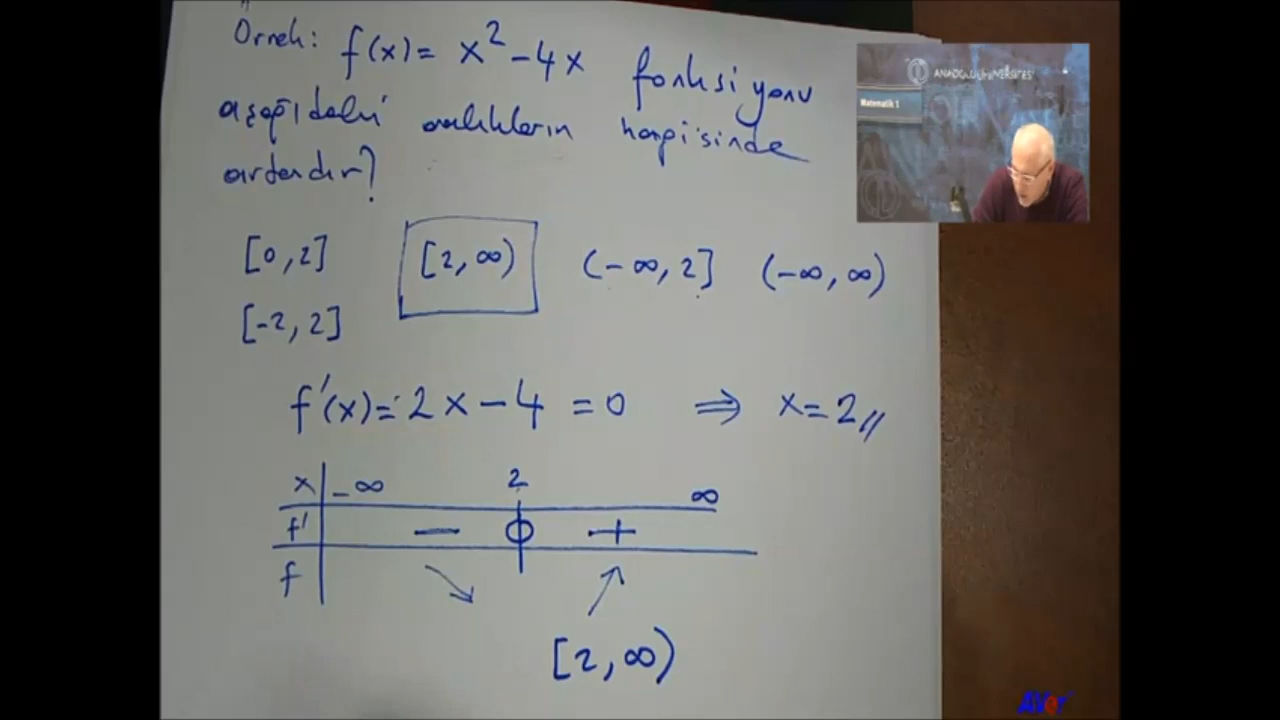 Örnek: f(x) = x² - 4x fonksiyonu
aşağıdaki aralıkların hangisinde
artandır?
[0, 2] [2, ∞) (-∞, 2] (-∞, ∞)
[-2, 2]
f'(x) = 2x - 4 = 0 ⇒ x = 2//
x -∞ 2 ∞
f' - 0 +
f ↘ ↗
[2, ∞)
ANADOLU ÜNİVERSİTESİ
Matematik 1
AVer